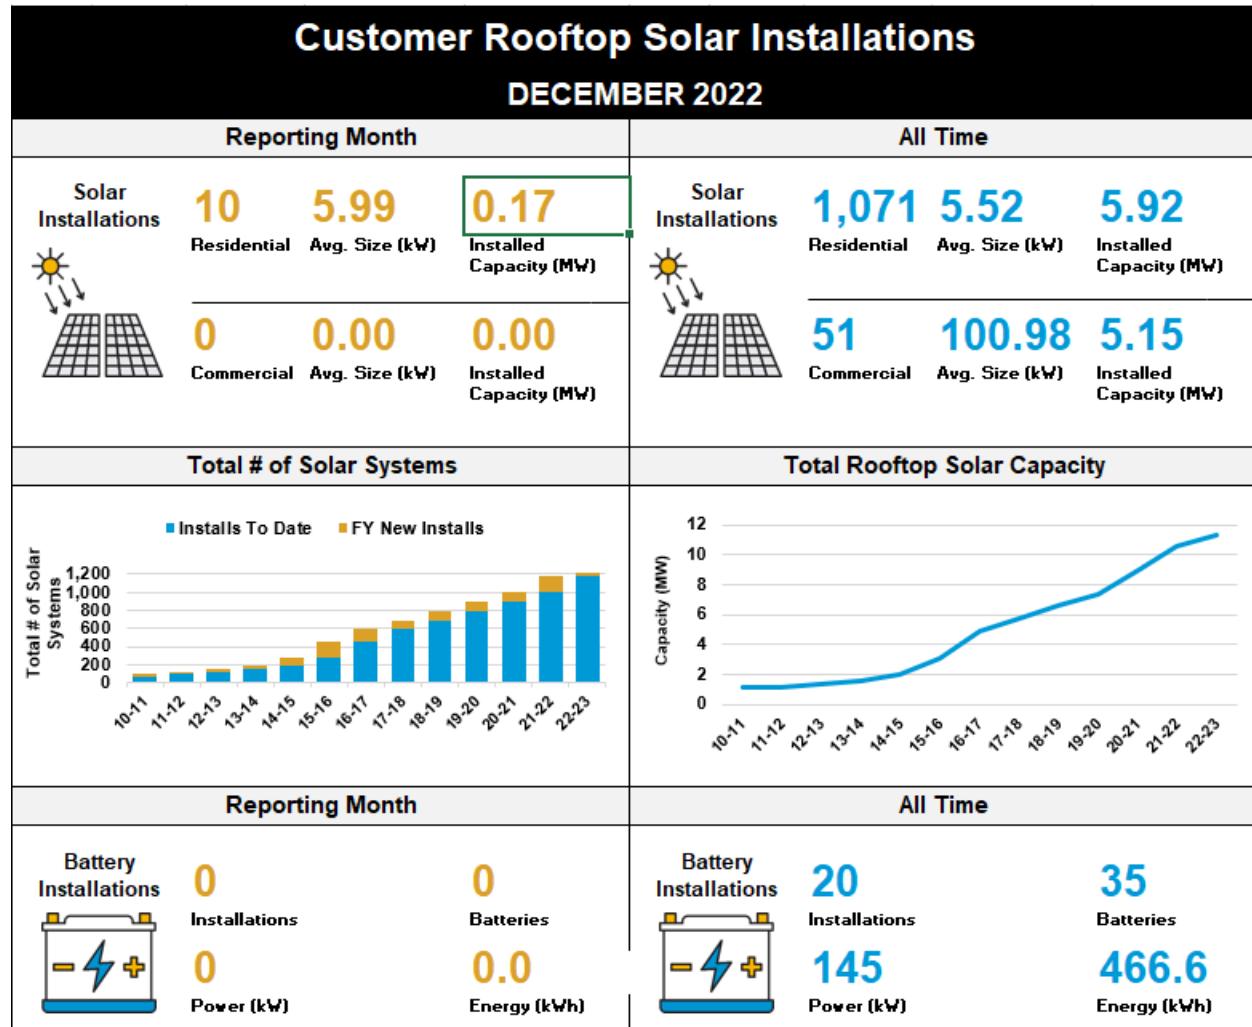 Customer Rooftop Solar Installations
DECEMBER 2022
Reporting Month
Solar
Installations
10
Residential
5.99
Avg. Size (kW)
0.17
Installed
Capacity (MW)
0
Commercial
0.00
Avg. Size (kW)
0.00
Installed
Capacity (MW)
All Time
Solar
Installations
1,071
Residential
5.52
Avg. Size (kW)
5.92
Installed
Capacity (MW)
51
Commercial
100.98
Avg. Size (kW)
5.15
Installed
Capacity (MW)
Total # of Solar Systems
Installs To Date FY New Installs
Total # of Solar
Systems
1,200
1,000
800
600
400
200
0
10-11 11-12 12-13 13-14 14-15 15-16 16-17 17-18 18-19 19-20 20-21 21-22 22-23
Total Rooftop Solar Capacity
Capacity (MW)
12
10
8
6
4
2
0
10-11 11-12 12-13 13-14 14-15 15-16 16-17 17-18 18-19 19-20 20-21 21-22 22-23
Reporting Month
Battery
Installations
0
Installations
0
Batteries
0
Power (kW)
0.0
Energy (kWh)
All Time
Battery
Installations
20
Installations
35
Batteries
145
Power (kW)
466.6
Energy (kWh)